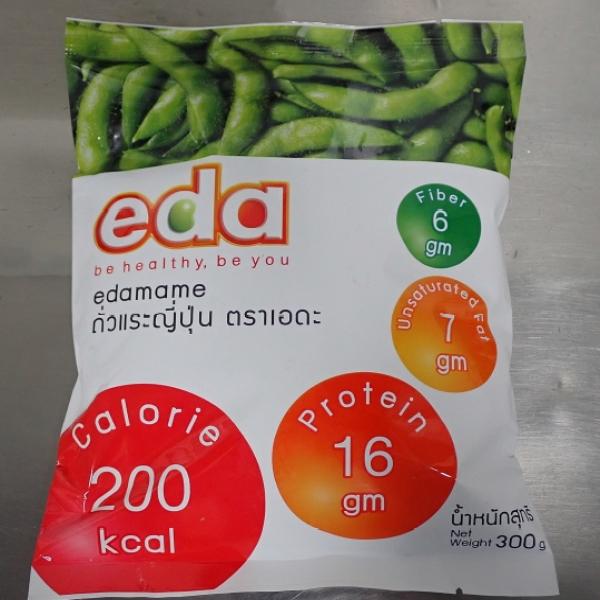 eda
be healthy, be you
edamame
ถั่วแระญี่ปุ่น ตราเอดะ
Fiber
6
gm
Unsaturated Fat
7
gm
Calorie
200
kcal
Protein
16
gm
น้ำหนักสุทธิ
Net
Weight 300g